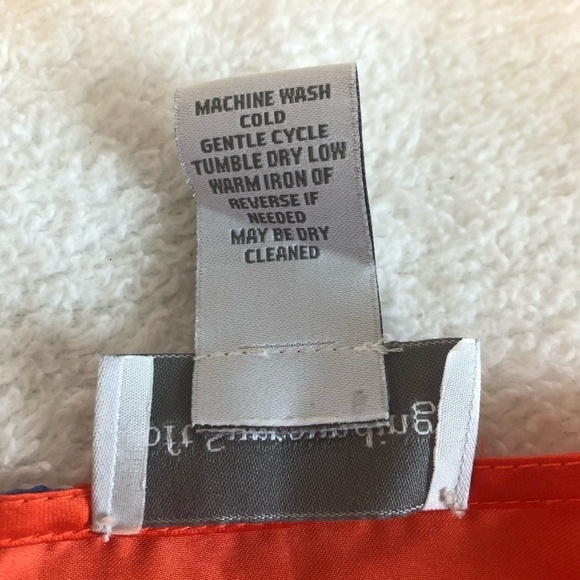 MACHINE WASH
COLD
GENTLE CYCLE
TUMBLE DRY LOW
WARM IRON OF
REVERSE IF
NEEDED
MAY BE DRY
CLEANED